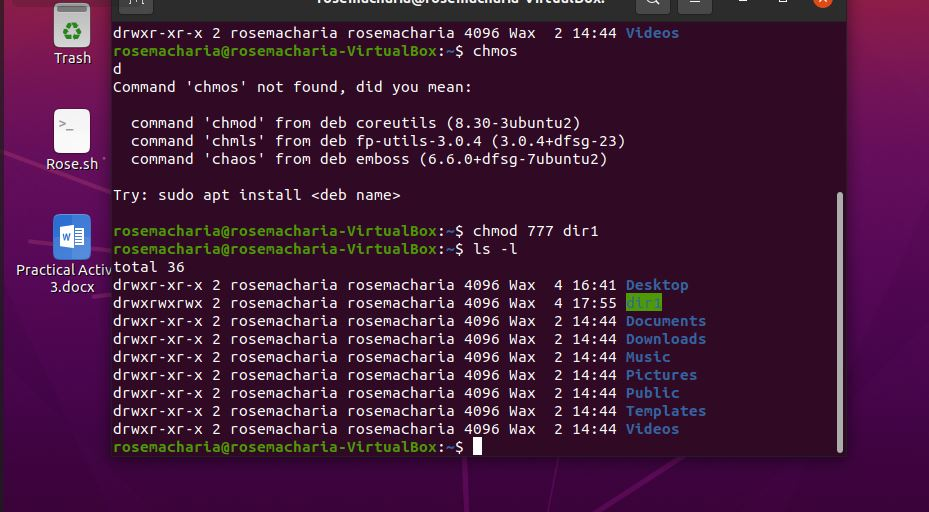 Trash
Rose.sh
Practical Activ
3.docx
rosemacharia@rosemacharia-VirtualBox:
drwxr-xr-x 2 rosemacharia rosemacharia 4096 Wax  2 14:44 Videos
rosemacharia@rosemacharia-VirtualBox:~$ chmos
d
Command 'chmos' not found, did you mean:
  command 'chmod' from deb coreutils (8.30-3ubuntu2)
  command 'chmls' from deb fp-utils-3.0.4 (3.0.4+dfsg-23)
  command 'chaos' from deb emboss (6.6.0+dfsg-7ubuntu2)
Try: sudo apt install <deb name>
rosemacharia@rosemacharia-VirtualBox:~$ chmod 777 dir1
rosemacharia@rosemacharia-VirtualBox:~$ ls -l
total 36
drwxr-xr-x 2 rosemacharia rosemacharia 4096 Wax  4 16:41 Desktop
drwxrwxrwx 2 rosemacharia rosemacharia 4096 Wax  4 17:55 dir1
drwxr-xr-x 2 rosemacharia rosemacharia 4096 Wax  2 14:44 Documents
drwxr-xr-x 2 rosemacharia rosemacharia 4096 Wax  2 14:44 Downloads
drwxr-xr-x 2 rosemacharia rosemacharia 4096 Wax  2 14:44 Music
drwxr-xr-x 2 rosemacharia rosemacharia 4096 Wax  2 14:44 Pictures
drwxr-xr-x 2 rosemacharia rosemacharia 4096 Wax  2 14:44 Public
drwxr-xr-x 2 rosemacharia rosemacharia 4096 Wax  2 14:44 Templates
drwxr-xr-x 2 rosemacharia rosemacharia 4096 Wax  2 14:44 Videos
rosemacharia@rosemacharia-VirtualBox:~$